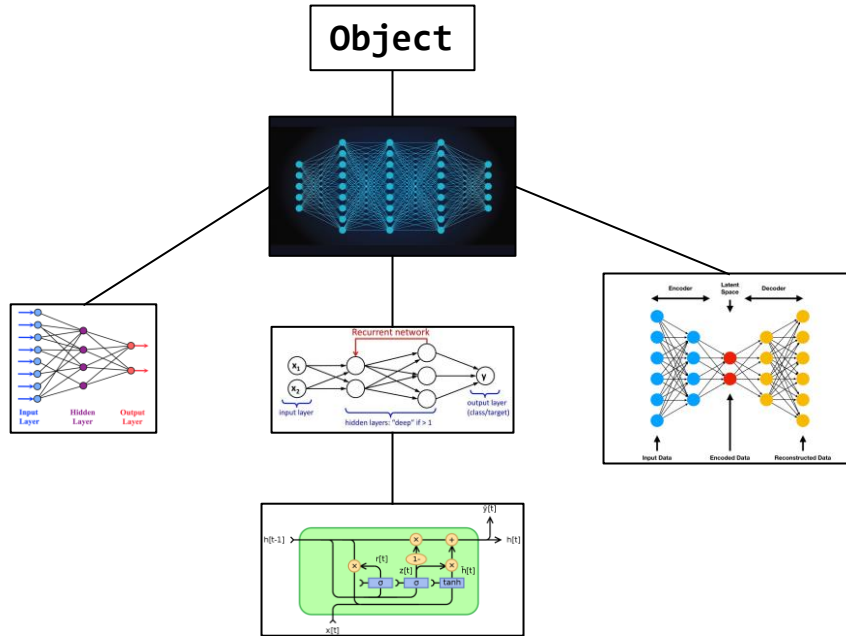 Object
Input
Layer
Hidden
Layer
Output
Layer
Recurrent network
x1
x2
y
input layer
hidden layers: "deep" if > 1
output layer
(class/target)
Encoder
Latent
Space
Decoder
Input Data
Encoded Data
Reconstructed Data
ŷ[t]
h[t-1]
h[t]
×
+
1-
r[t]
×
z[t]
×
ĥ[t]
σ
σ
tanh
x[t]